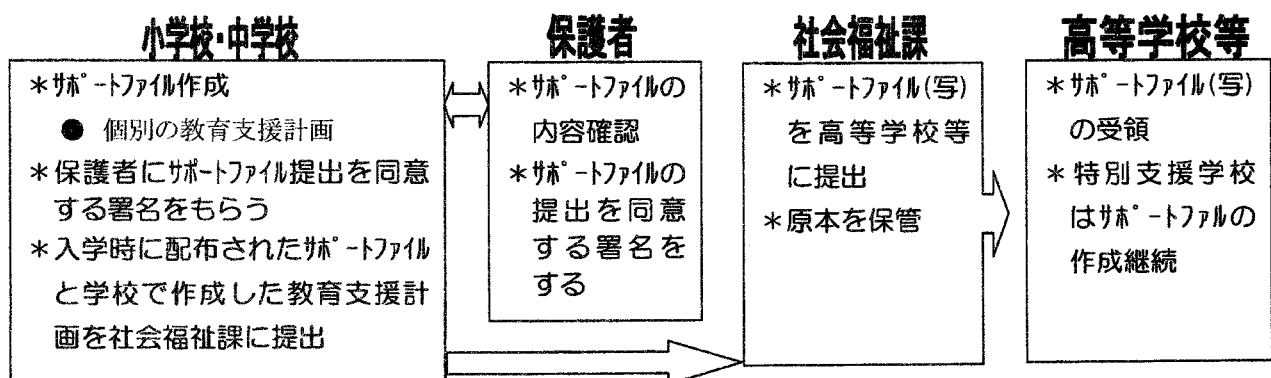 小学校・中学校
＊ｻﾎﾟｰﾄﾌｧｲﾙ作成
● 個別の教育支援計画
＊保護者にｻﾎﾟｰﾄﾌｧｲﾙ提出を同意
する署名をもらう
＊入学時に配布されたｻﾎﾟｰﾄﾌｧｲﾙ
と学校で作成した教育支援計
画を社会福祉課に提出
保護者
＊ｻﾎﾟｰﾄﾌｧｲﾙの
内容確認
＊ｻﾎﾟｰﾄﾌｧｲﾙの
提出を同意
する署名を
する
社会福祉課
＊ｻﾎﾟｰﾄﾌｧｲﾙ(写)
を高等学校等
に提出
＊原本を保管
高等学校等
＊ｻﾎﾟｰﾄﾌｧｲﾙ(写)
の受領
＊特別支援学校
はｻﾎﾟｰﾄﾌｧﾙの
作成継続